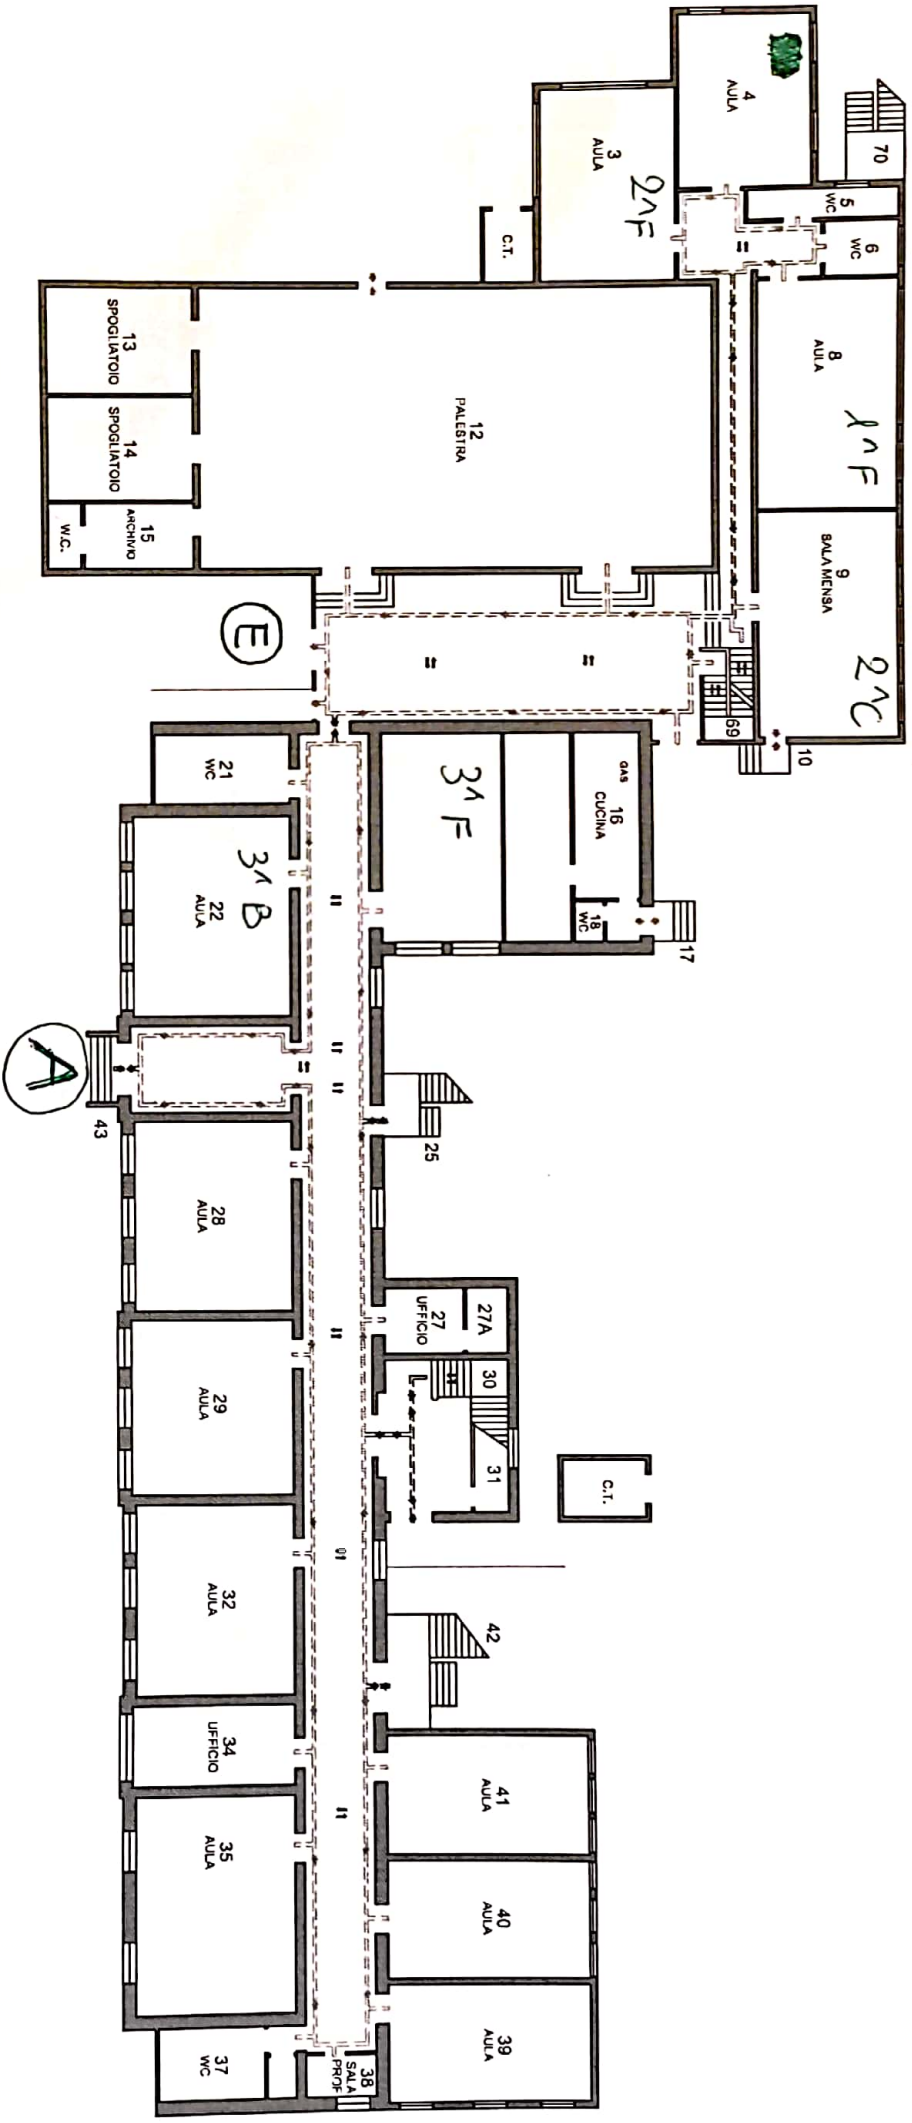 4
AULA
70
3
AULA
2^F
5
WC
6
WC
C.T.
8
AULA
1^F
13
SPOGLIATOIO
14
SPOGLIATOIO
15
ARCHIVIO
W.C.
12
PALESTRA
9
SALA MENSA
2^C
E
69
10
21
WC
3^F
GAS
16
CUCINA
18
WC
17
3^B
22
AULA
A
43
25
28
AULA
27
UFFICIO
27A
29
AULA
30
31
C.T.
32
AULA
42
34
UFFICIO
35
AULA
41
AULA
40
AULA
39
AULA
37
WC
38
SALA
PROF